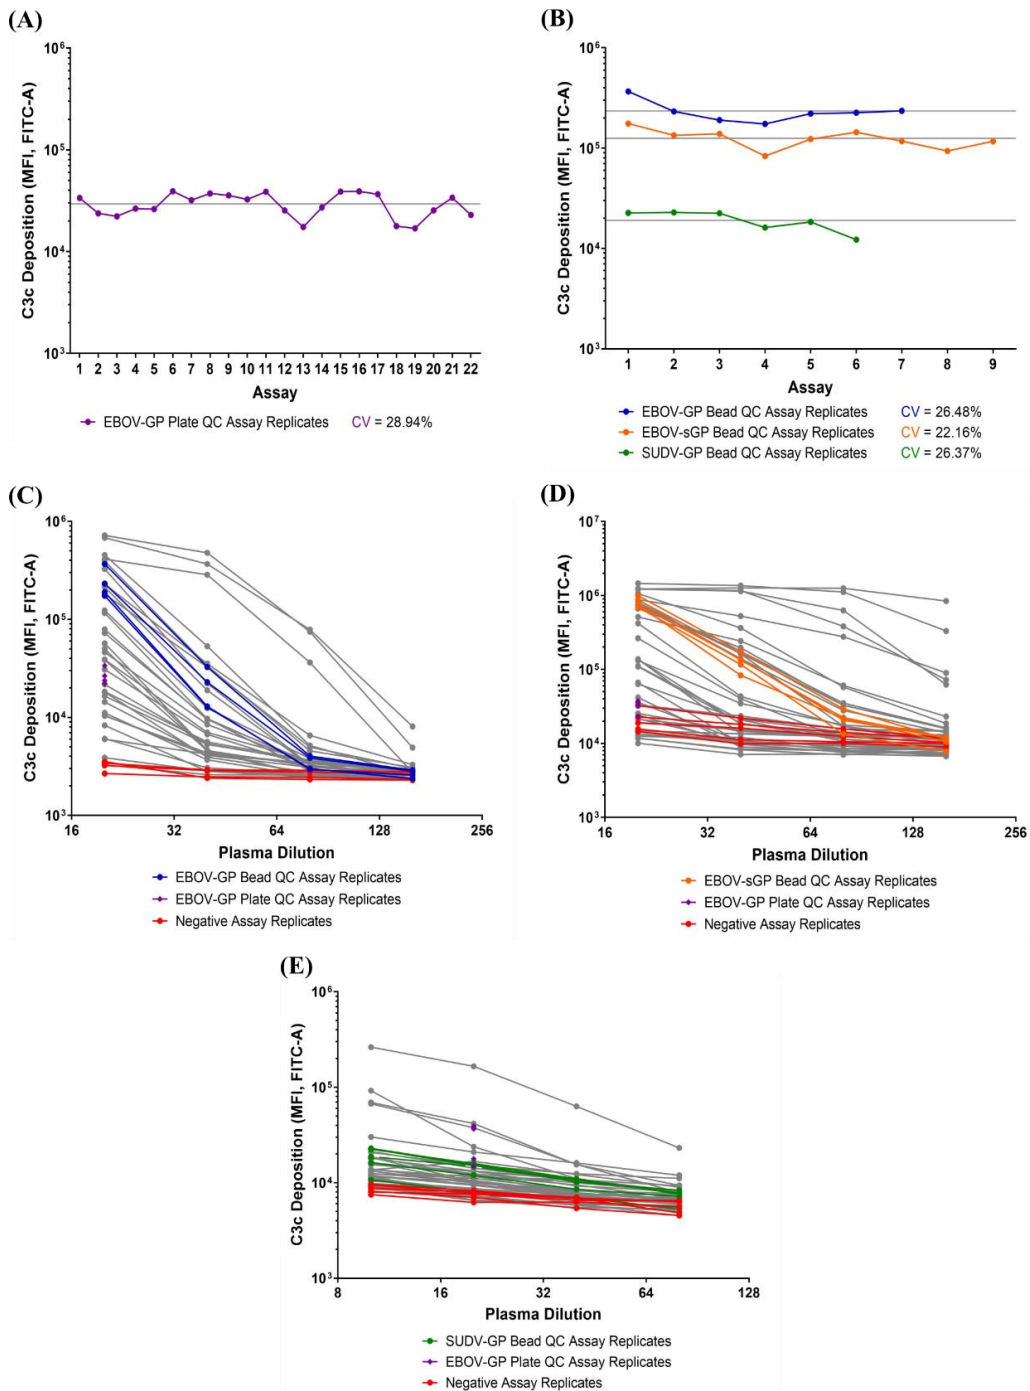 (A)
C3c Deposition (MFI, FITC-A)
10⁶
10⁵
10⁴
10³
1 2 3 4 5 6 7 8 9 10 11 12 13 14 15 16 17 18 19 20 21 22
Assay
EBOV-GP Plate QC Assay Replicates CV = 28.94%
(B)
C3c Deposition (MFI, FITC-A)
10⁶
10⁵
10⁴
10³
1 2 3 4 5 6 7 8 9
Assay
EBOV-GP Bead QC Assay Replicates CV = 26.48%
EBOV-sGP Bead QC Assay Replicates CV = 22.16%
SUDV-GP Bead QC Assay Replicates CV = 26.37%
(C)
C3c Deposition (MFI, FITC-A)
10⁶
10⁵
10⁴
10³
16 32 64 128 256
Plasma Dilution
EBOV-GP Bead QC Assay Replicates
EBOV-GP Plate QC Assay Replicates
Negative Assay Replicates
(D)
C3c Deposition (MFI, FITC-A)
10⁷
10⁶
10⁵
10⁴
10³
16 32 64 128 256
Plasma Dilution
EBOV-sGP Bead QC Assay Replicates
EBOV-GP Plate QC Assay Replicates
Negative Assay Replicates
(E)
C3c Deposition (MFI, FITC-A)
10⁶
10⁵
10⁴
10³
8 16 32 64 128
Plasma Dilution
SUDV-GP Bead QC Assay Replicates
EBOV-GP Plate QC Assay Replicates
Negative Assay Replicates